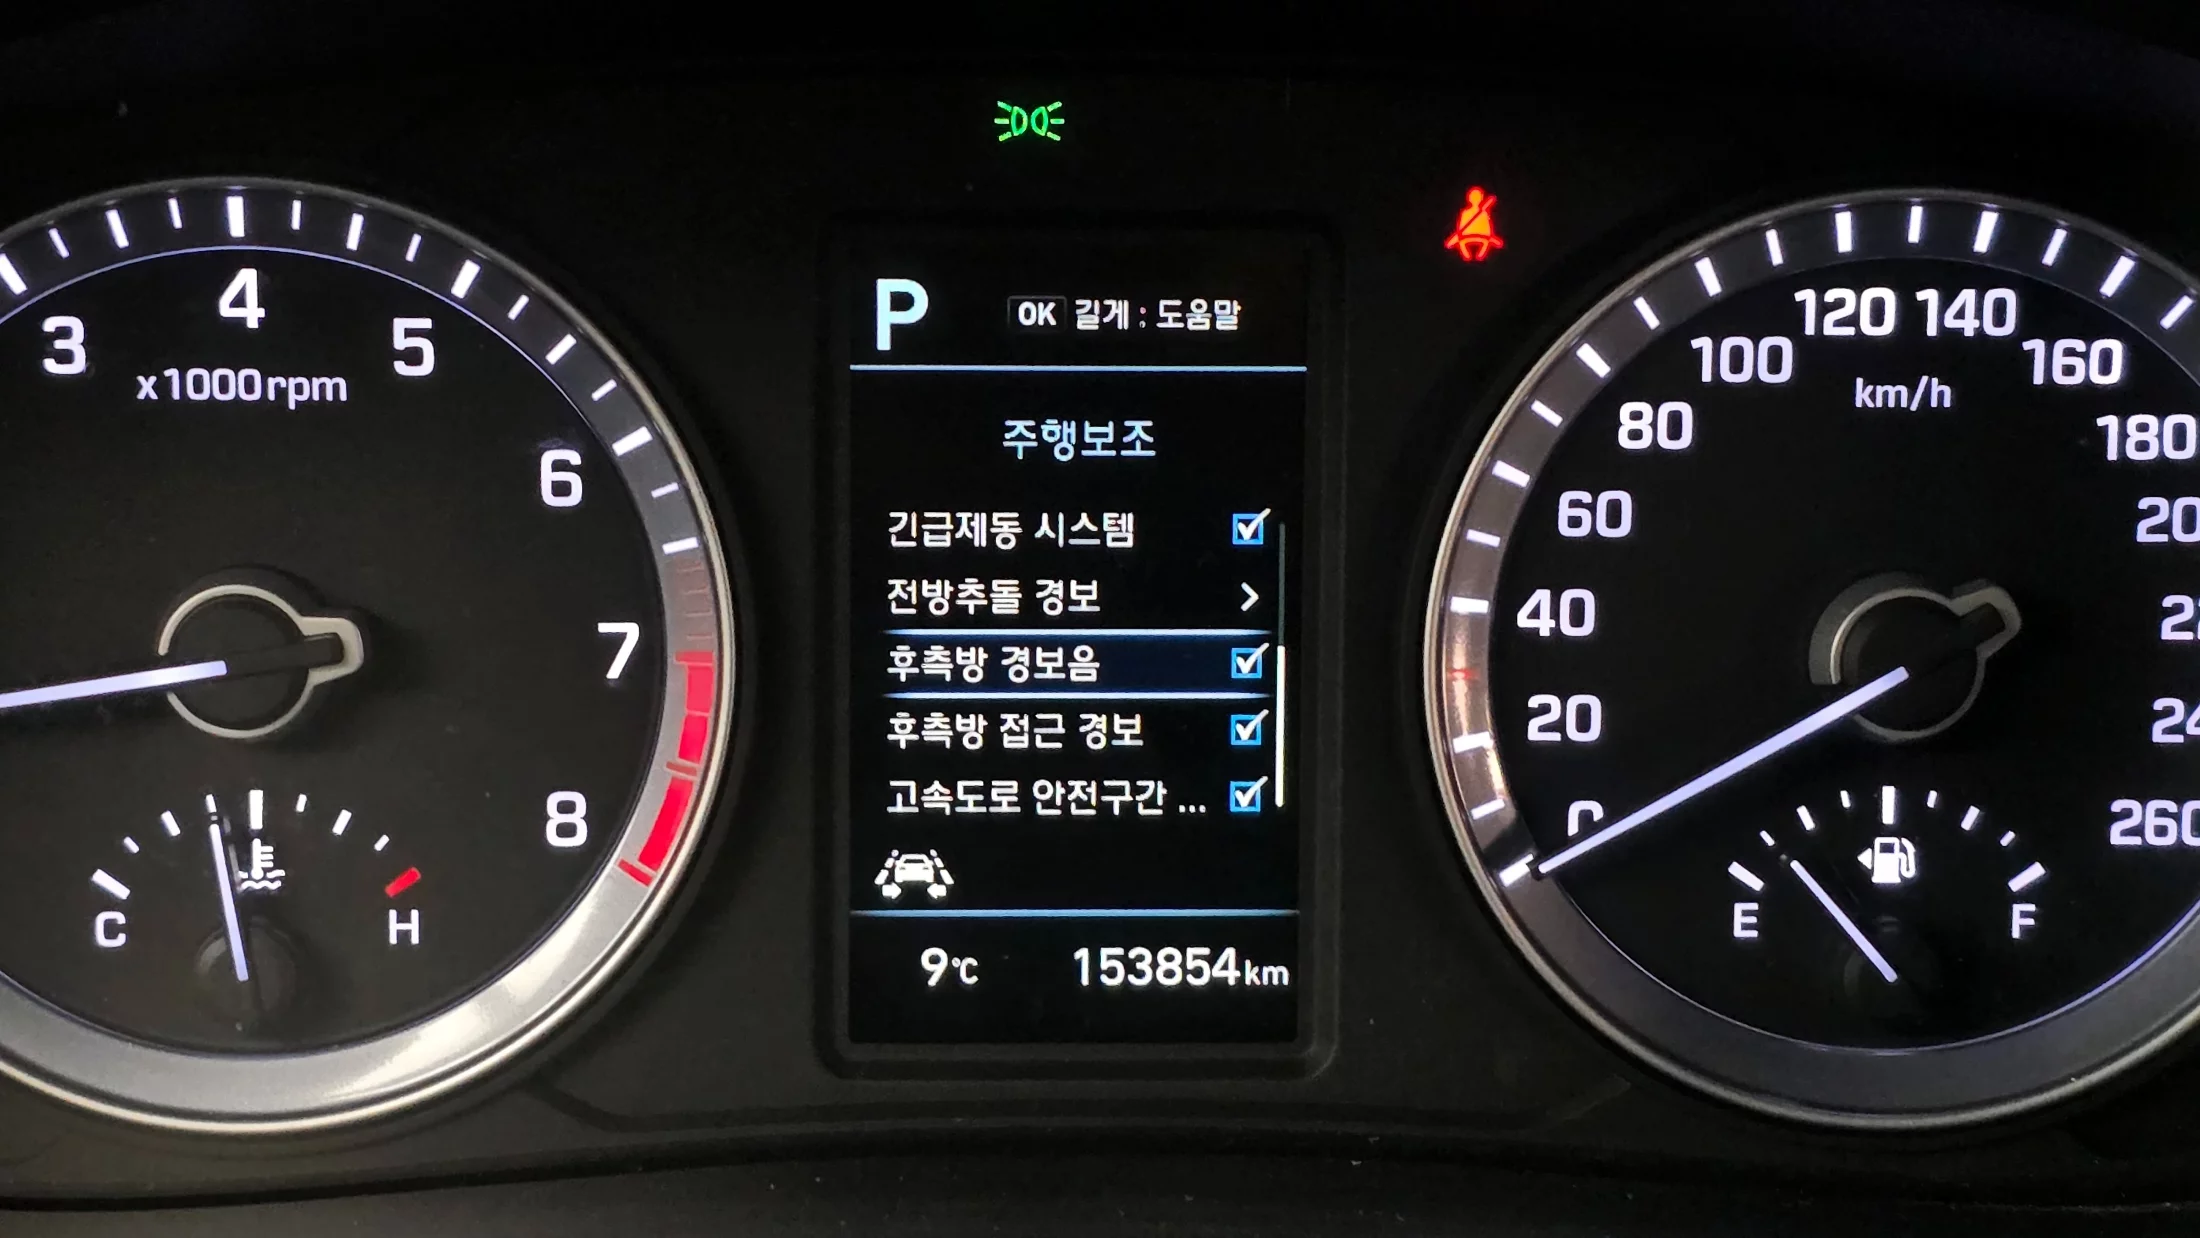 3
4
5
x1000rpm
6
7
8
C
H
P
OK 길게 : 도움말
주행보조
긴급제동 시스템
전방추돌 경보
후측방 경보음
후측방 접근 경보
고속도로 안전구간 ...
9℃
153854km
0
20
40
60
80
100
120
140
160
180
260
km/h
E
F